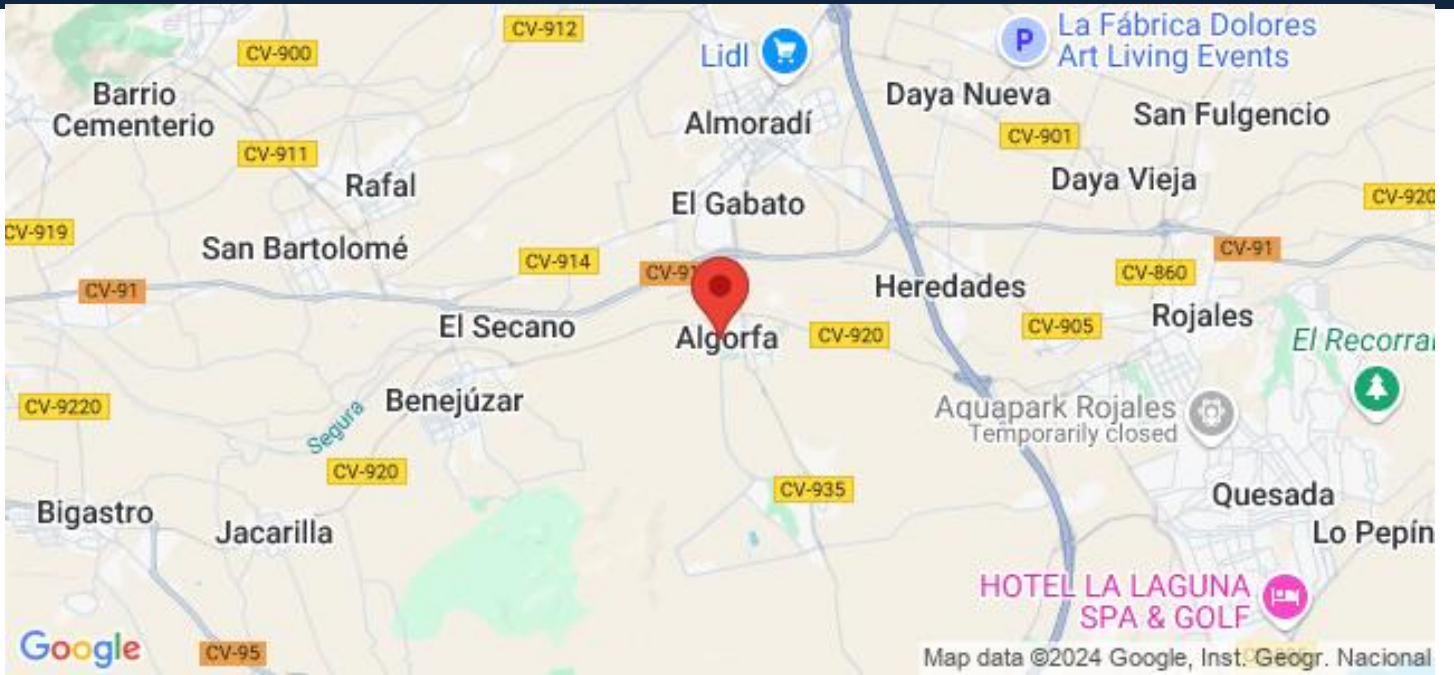 CV-912
La Fábrica Dolores
Art Living Events
P
CV-900
Lidl
Barrio
Cementerio
Daya Nueva
San Fulgencio
Almoradí
CV-901
CV-911
Rafal
Daya Vieja
CV-920
El Gabato
CV-919
San Bartolomé
CV-914
CV-91
CV-91
CV-860
CV-91
Heredades
Rojales
El Secano
Algorfa
CV-920
CV-905
El Recorral
CV-9220
Benejúzar
Segura
Aquapark Rojales
Temporarily closed
CV-920
CV-935
Quesada
Bigastro
Jacarilla
Lo Pepín
HOTEL LA LAGUNA
SPA & GOLF
Google
CV-95
Map data ©2024 Google, Inst. Geogr. Nacional